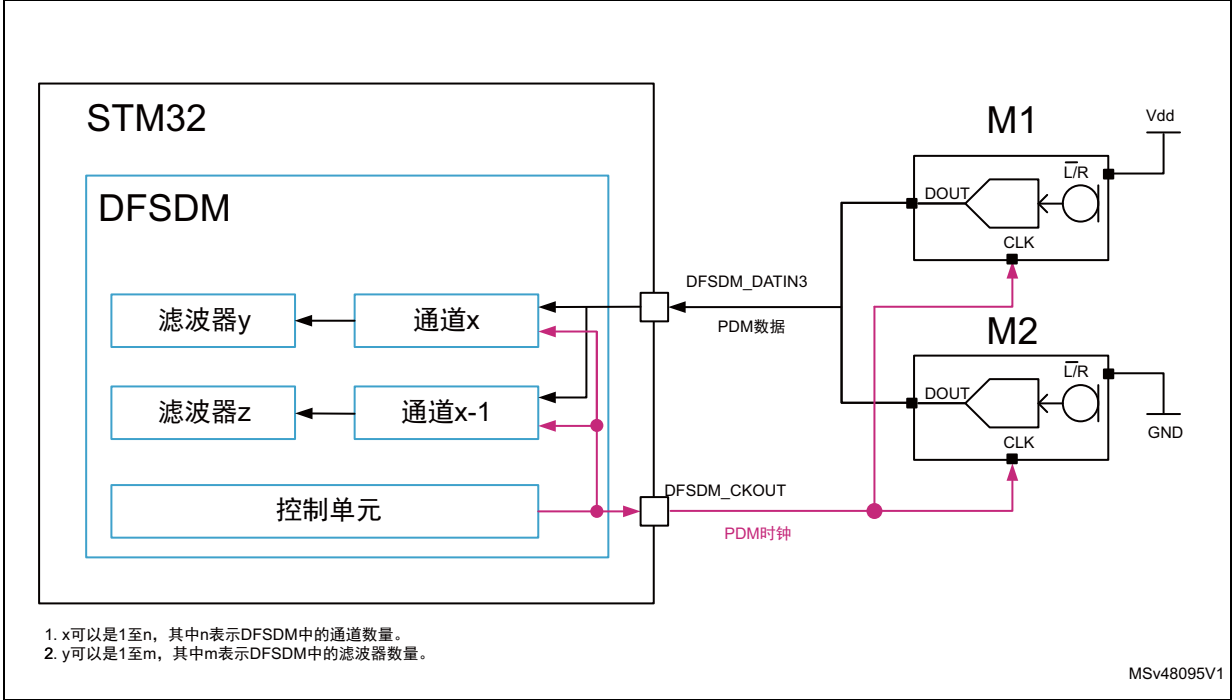 STM32
DFSDM
滤波器y
通道x
滤波器z
通道x-1
控制单元
DFSDM_DATIN3
PDM数据
DFSDM_CKOUT
PDM时钟
M1
Vdd
L/R
DOUT
CLK
M2
L/R
DOUT
CLK
GND
1. x可以是1至n，其中n表示DFSDM中的通道数量。
2. y可以是1至m，其中m表示DFSDM中的滤波器数量。
MSv48095V1